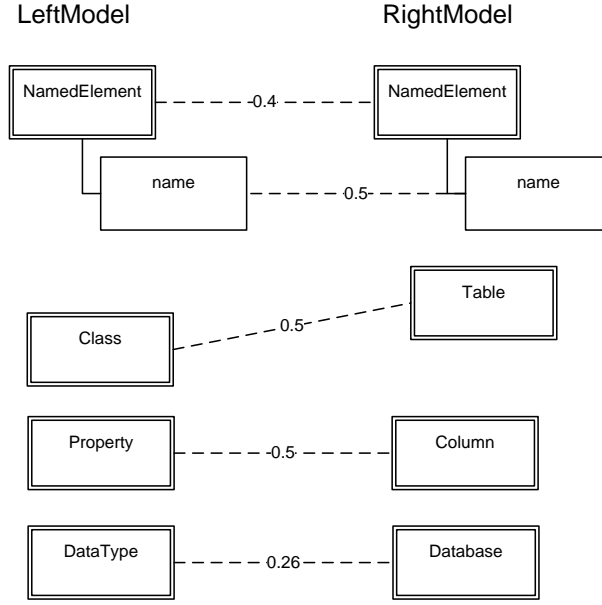 LeftModel RightModel
NamedElement 0.4 NamedElement
name 0.5 name
Class 0.5 Table
Property 0.5 Column
DataType 0.26 Database